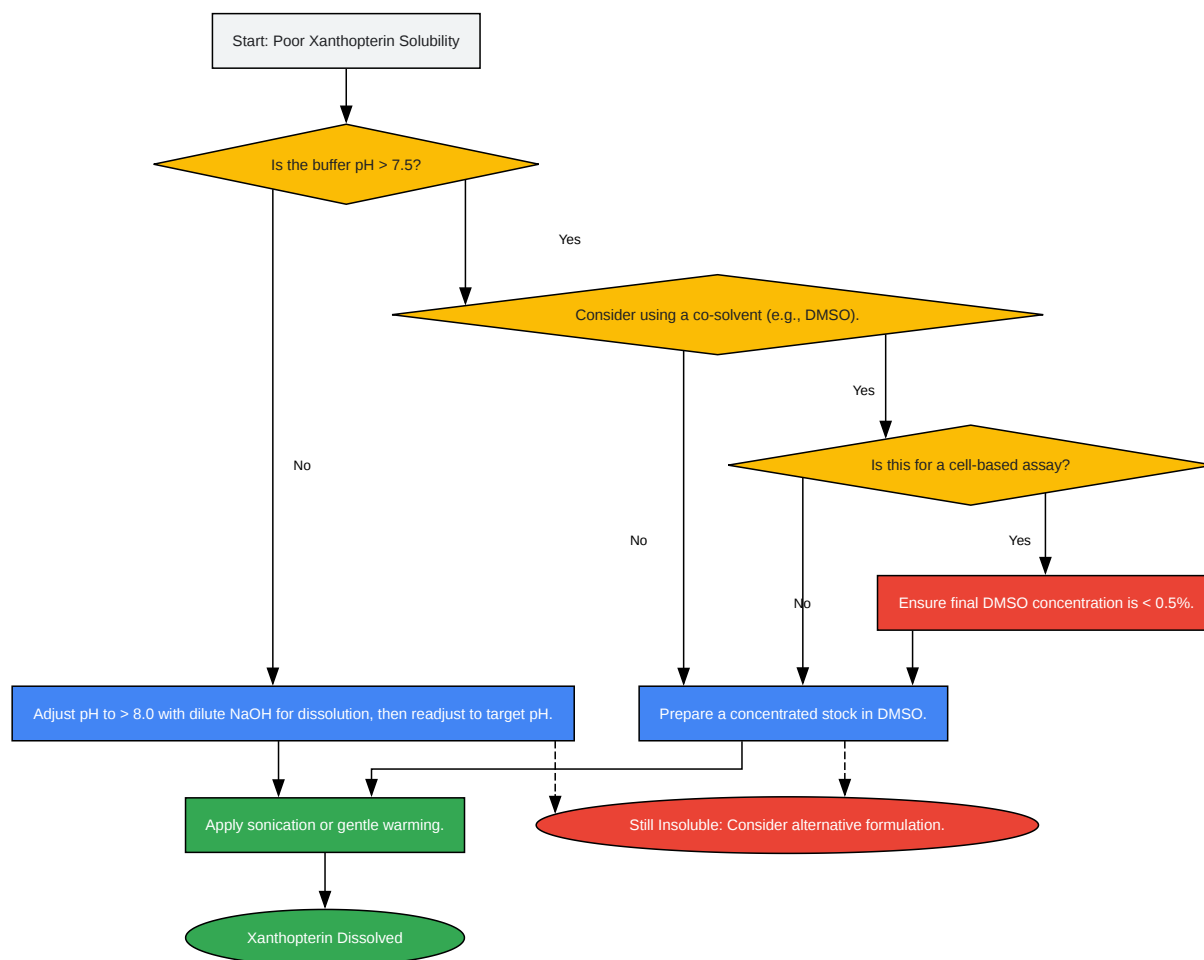 Start: Poor Xanthopterin Solubility
Is the buffer pH > 7.5?
Yes
Consider using a co-solvent (e.g., DMSO).
Yes
Is this for a cell-based assay?
No
No
Yes
No
Ensure final DMSO concentration is < 0.5%.
Adjust pH to > 8.0 with dilute NaOH for dissolution, then readjust to target pH.
Prepare a concentrated stock in DMSO.
Apply sonication or gentle warming.
Still Insoluble: Consider alternative formulation.
Xanthopterin Dissolved